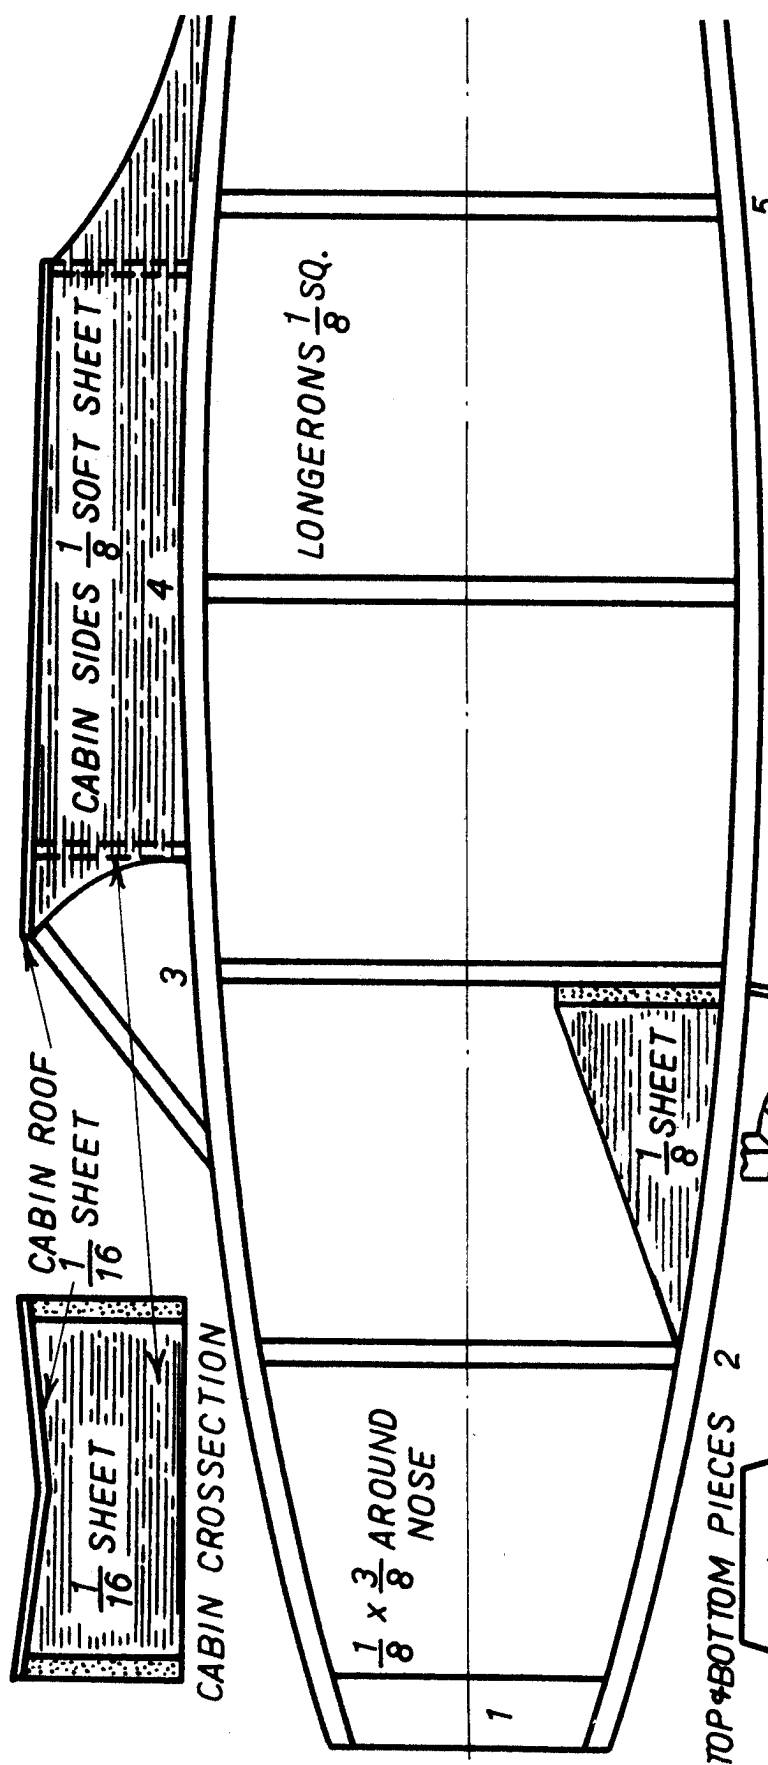 CABIN ROOF
1/16 SHEET
CABIN SIDES 1/8 SOFT SHEET
1/16 SHEET
CABIN CROSSECTION
3
4
LONGERONS 1/8 SQ.
1/8 x 3/8 AROUND
NOSE
1/8 SHEET
1
2
5
TOP & BOTTOM PIECES